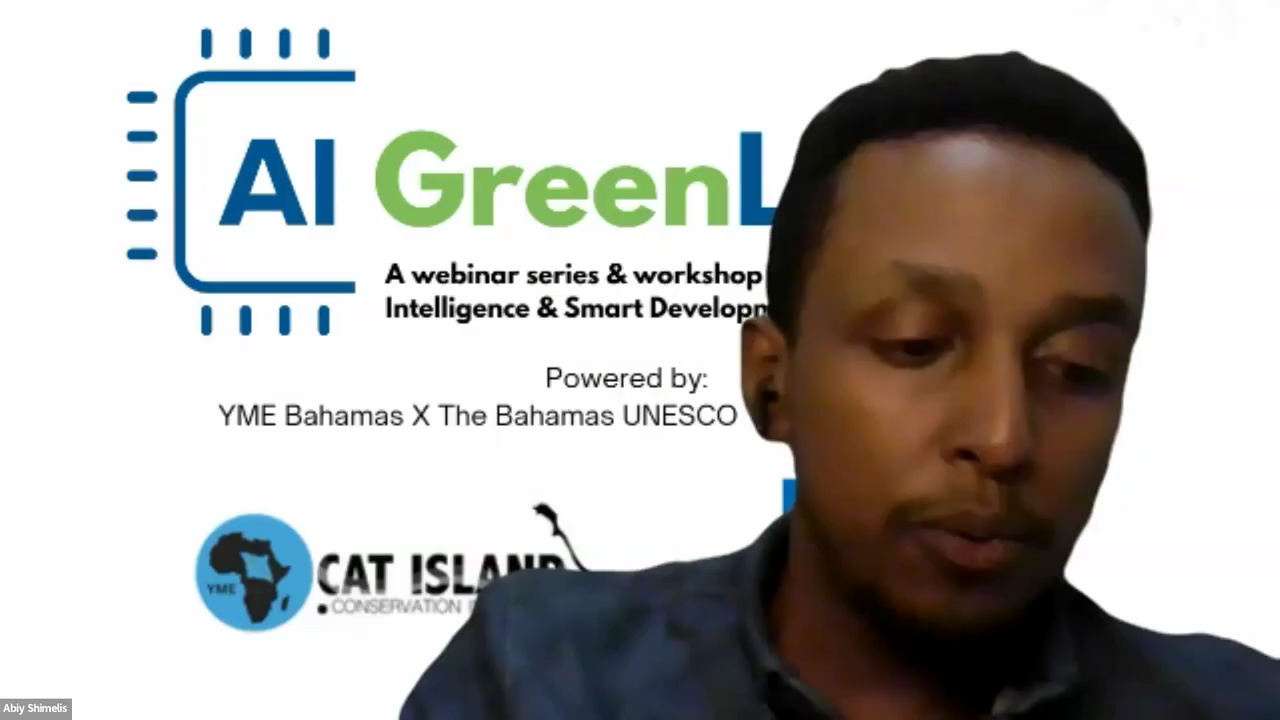 AI GreenL
A webinar series & workshop
Intelligence & Smart Developm
Powered by:
YME Bahamas X The Bahamas UNESCO
YME
CAT ISLAND
CONSERVATION
Abiy Shimelis